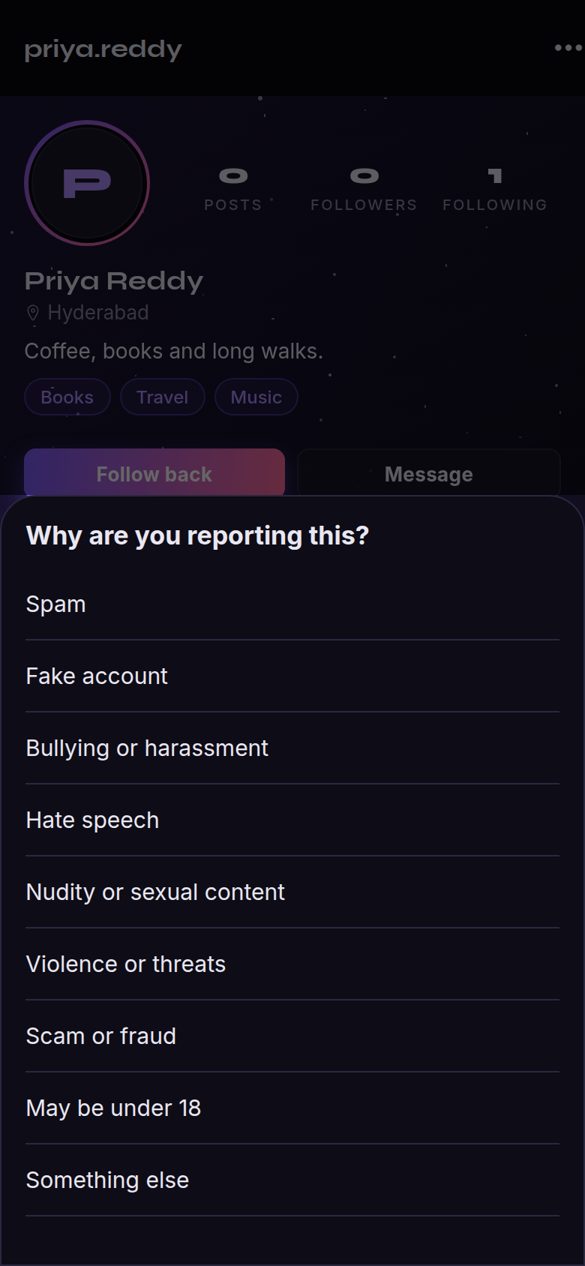 priya.reddy
P
0 0 1
POSTS FOLLOWERS FOLLOWING
Priya Reddy
Hyderabad
Coffee, books and long walks.
Books Travel Music
Follow back Message
Why are you reporting this?
Spam
Fake account
Bullying or harassment
Hate speech
Nudity or sexual content
Violence or threats
Scam or fraud
May be under 18
Something else